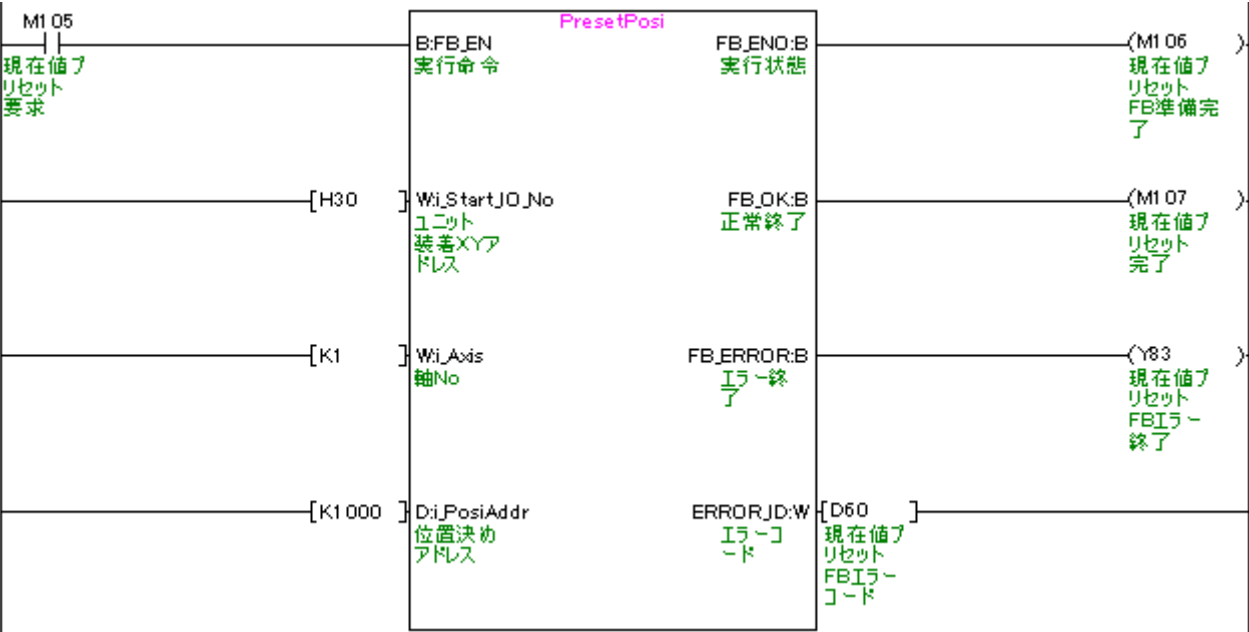 M105
現在値プ
リセット
要求
PresetPosi
B:FB_EN
実行命令
FB_ENO:B
実行状態
(M106 )
現在値プ
リセット
FB準備完
了
[H30 ]
W:i_Start_IO_No
ユニット
装着XYア
ドレス
FB_OK:B
正常終了
(M107 )
現在値プ
リセット
完了
[K1 ]
W:i_Axis
軸No
FB_ERROR:B
エラー終
了
(Y83 )
現在値プ
リセット
FBエラー
終了
[K1000 ]
D:i_PosiAddr
位置決め
アドレス
ERROR_ID:W
エラーコ
ード
[D60 ]
現在値プ
リセット
FBエラー
コード